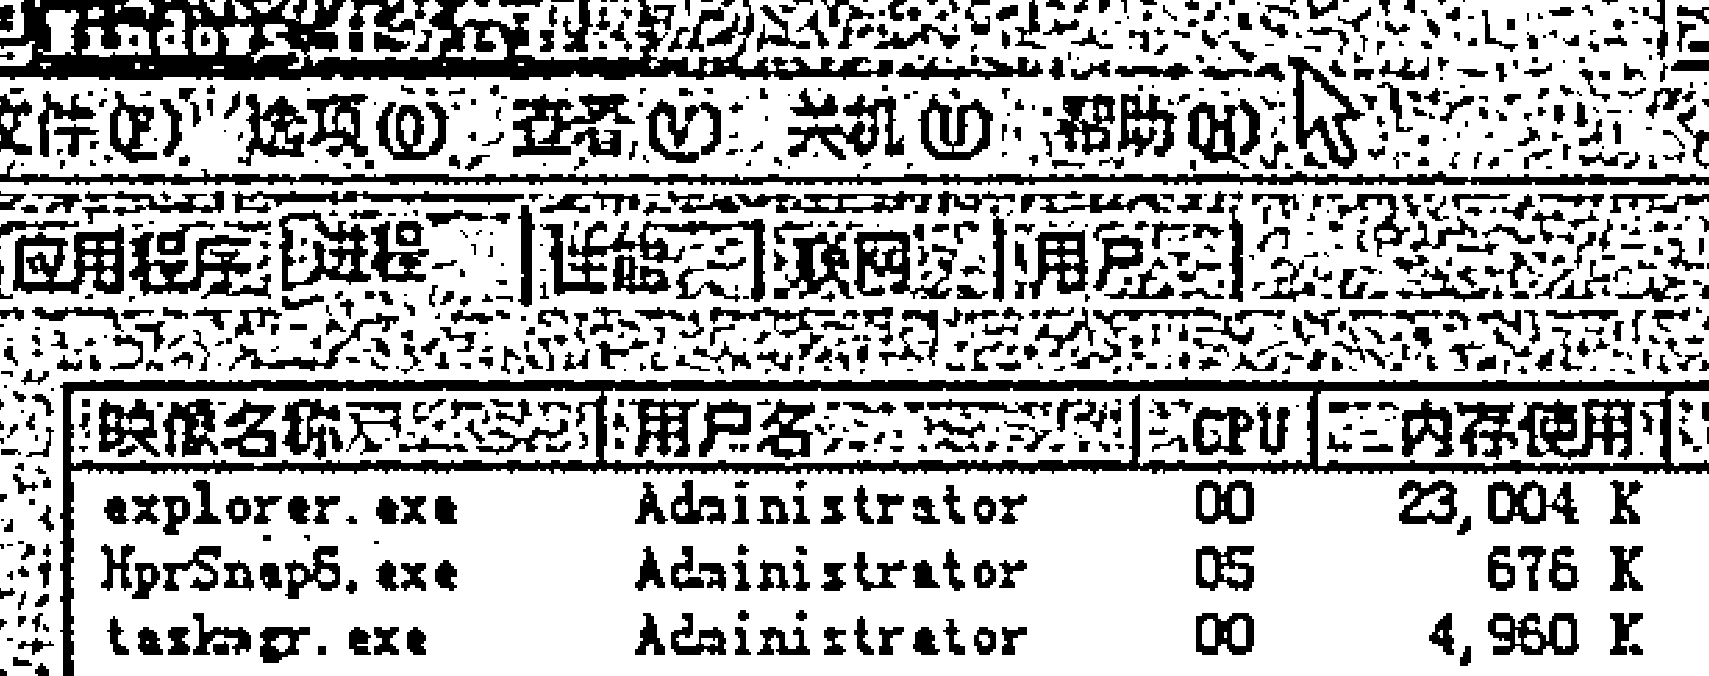 文件(F) 选项(O) 查看(V) 关机(U) 帮助(H)
应用程序 进程 性能 联网 用户
映像名称 用户名 CPU 内存使用
explorer.exe Administrator 00 23,004 K
HprSnap6.exe Administrator 05 676 K
taskmgr.exe Administrator 00 4,960 K